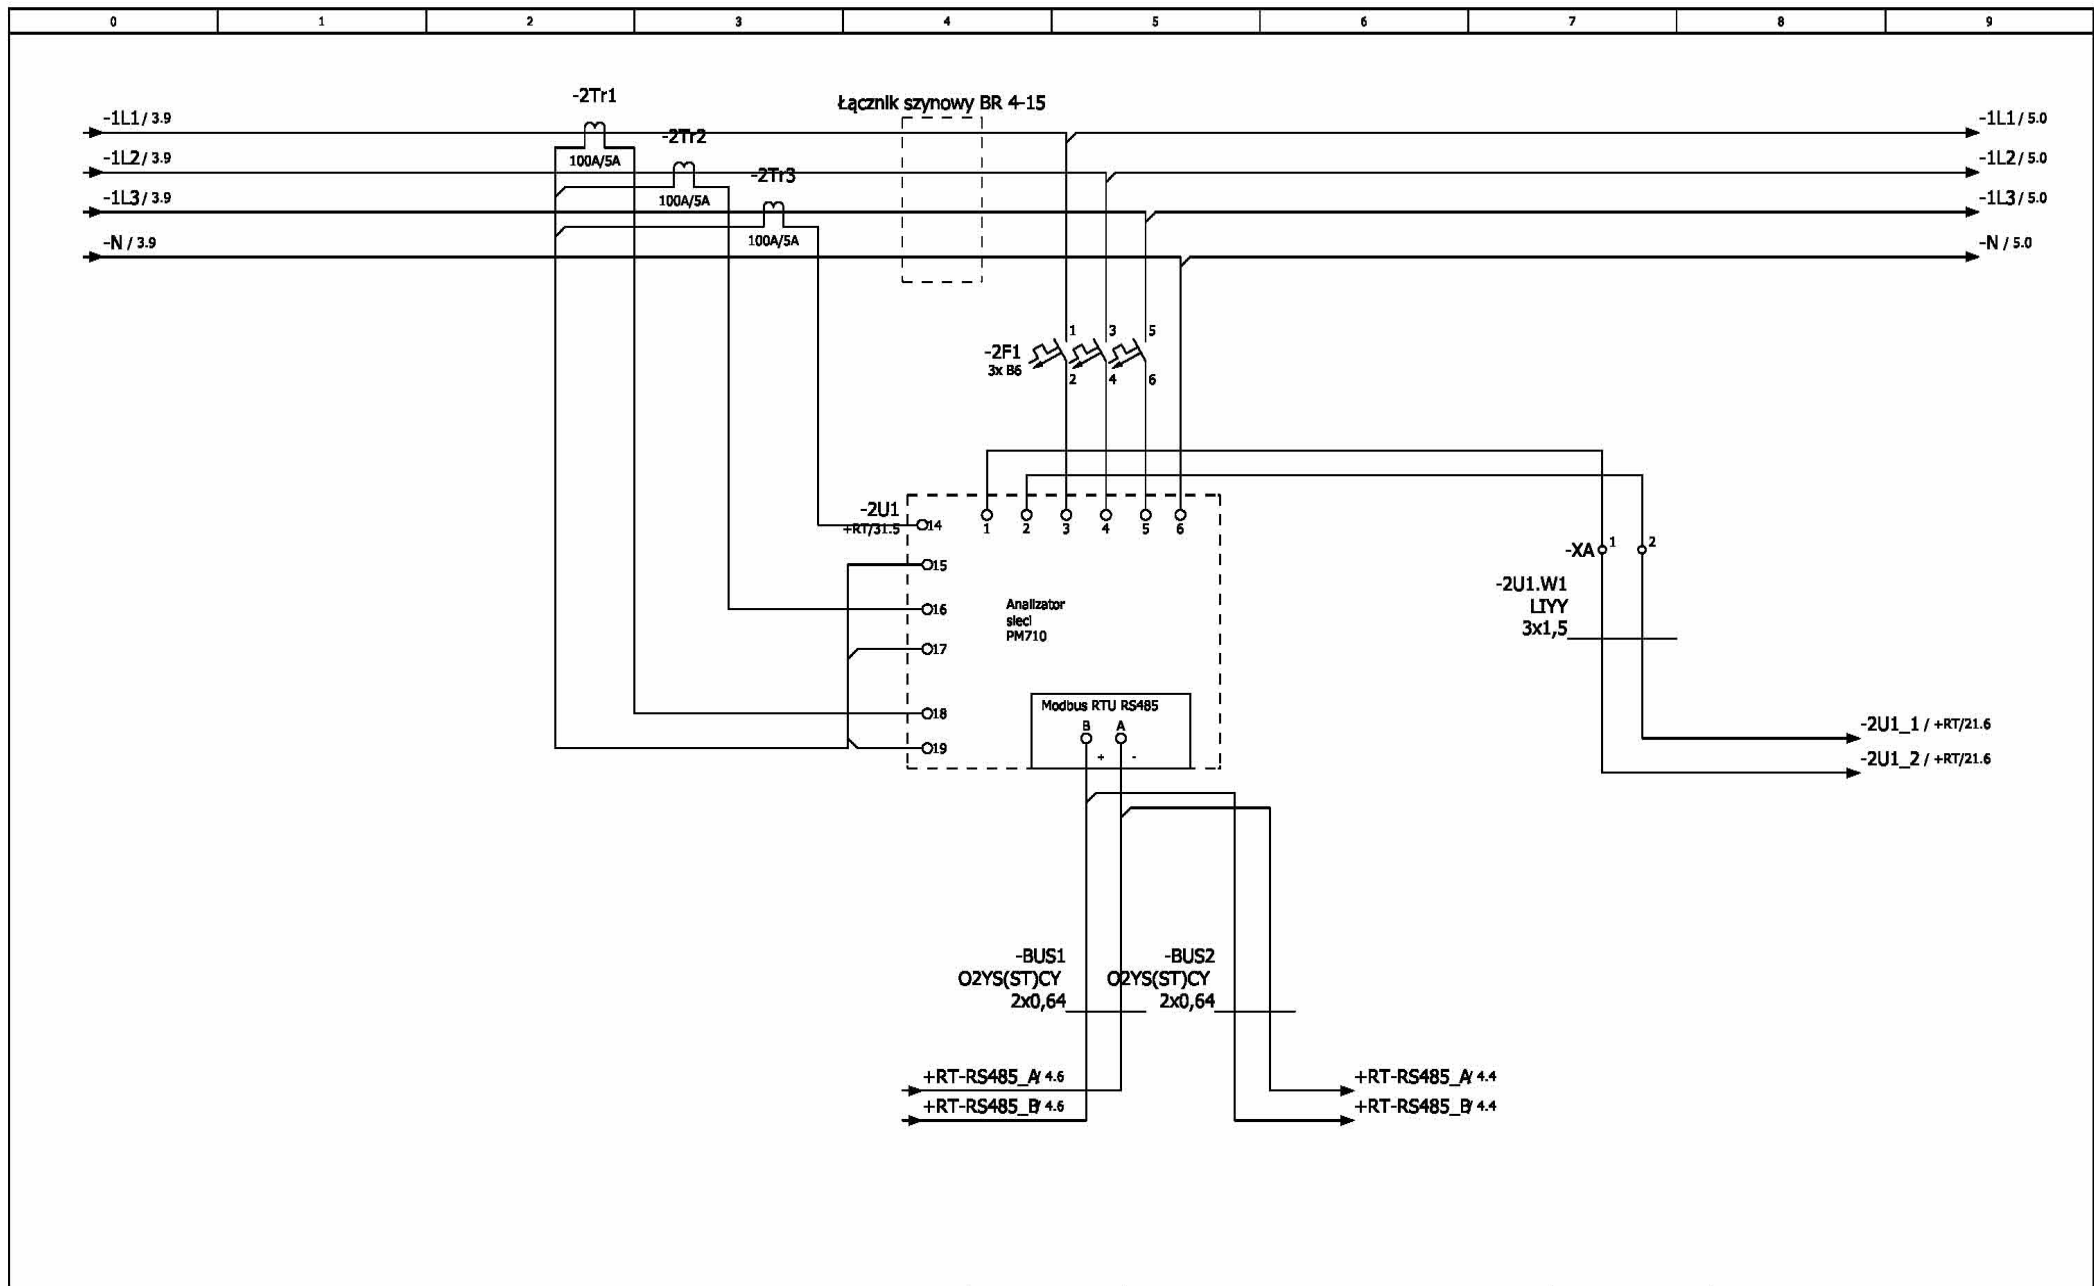 0 1 2 3 4 5 6 7 8 9
-2Tr1
Łącznik szynowy BR 4-15
-1L1 / 3.9
-1L1 / 5.0
-2Tr2
100A/5A
-1L2 / 3.9
-1L2 / 5.0
-2Tr3
100A/5A
-1L3 / 3.9
-1L3 / 5.0
100A/5A
-N / 3.9
-N / 5.0
1 3 5
-2F1
3x B6
2 4 6
-2U1
+RT/31.5
14
1 2 3 4 5 6
15
-XA 1 2
-2U1.W1
LIYY
3x1,5
16
Analizator
sieci
PM710
17
18
Modbus RTU RS485
B A
+ -
19
-2U1_1 / +RT/21.6
-2U1_2 / +RT/21.6
-BUS1
O2YS(ST)CY
2x0,64
-BUS2
O2YS(ST)CY
2x0,64
+RT-RS485_A/ 4.6
+RT-RS485_A/ 4.4
+RT-RS485_B/ 4.6
+RT-RS485_B/ 4.4